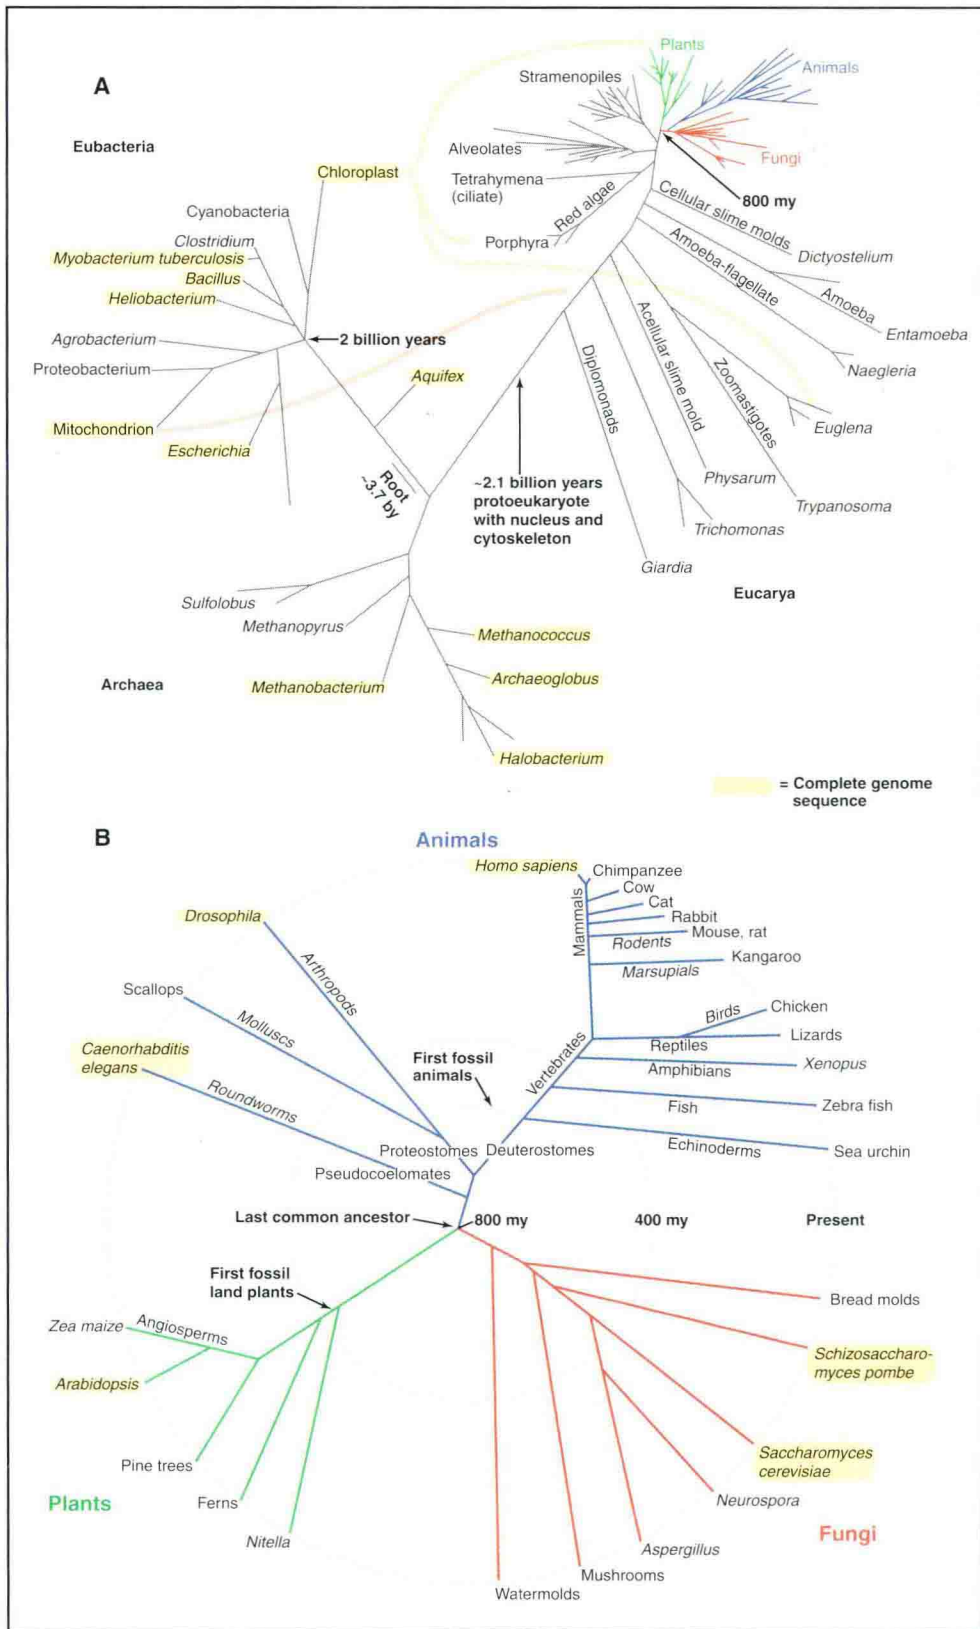 A
Plants
Animals
Stramenopiles
Eubacteria
Alveolates
Fungi
Chloroplast
Tetrahymena
(ciliate)
Red algae
800 my
Cellular slime molds
Cyanobacteria
Clostridium
Porphyra
Amoeba-flagellate
Dictyostelium
Myobacterium tuberculosis
Bacillus
Amoeba
Heliobacterium
Entamoeba
Agrobacterium
2 billion years
Acellular slime mold
Proteobacterium
Aquifex
Diplomonads
Zoomastigotes
Naegleria
Mitochondrion
Euglena
Escherichia
Root
~3.7 by
~2.1 billion years
protoeukaryote
with nucleus and
cytoskeleton
Physarum
Trypanosoma
Trichomonas
Giardia
Eucarya
Sulfolobus
Methanopyrus
Methanococcus
Archaea
Methanobacterium
Archaeoglobus
Halobacterium
= Complete genome
sequence
B
Animals
Homo sapiens
Chimpanzee
Cow
Cat
Mammals
Rabbit
Drosophila
Mouse, rat
Rodents
Kangaroo
Marsupials
Arthropods
Scallops
Molluscs
Birds
Chicken
Lizards
Reptiles
Caenorhabditis
elegans
First fossil
animals
Vertebrates
Amphibians
Xenopus
Roundworms
Fish
Zebra fish
Proteostomes
Deuterostomes
Echinoderms
Sea urchin
Pseudocoelomates
Last common ancestor
800 my
400 my
Present
First fossil
land plants
Bread molds
Zea maize
Angiosperms
Schizosaccharo-
myces pombe
Arabidopsis
Saccharomyces
cerevisiae
Pine trees
Plants
Ferns
Neurospora
Nitella
Aspergillus
Fungi
Mushrooms
Watermolds